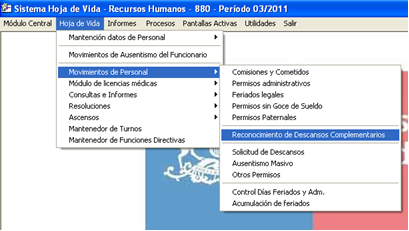 Sistema Hoja de Vida - Recursos Humanos - 880 - Período 03/2011
Módulo Central Hoja de Vida Informes Procesos Pantallas Activas Utilidades Otros
Mantención datos de Personal
Movimientos de Ausentismo del Funcionario
Movimientos de Personal
Módulo de licencias médicas
Consultas e Informes
Resoluciones
Ascensos
Mantenedor de Turnos
Mantenedor de Funciones Directivas
Comisiones y Cometidos
Permisos administrativos
Feriados legales
Permisos sin Goce de Sueldo
Permisos Paternales
Reconocimiento de Descansos Complementarios
Solicitud de Descansos
Ausentismo Masivo
Otros Permisos
Control Días Feriados y Adm.
Acumulación de feriados